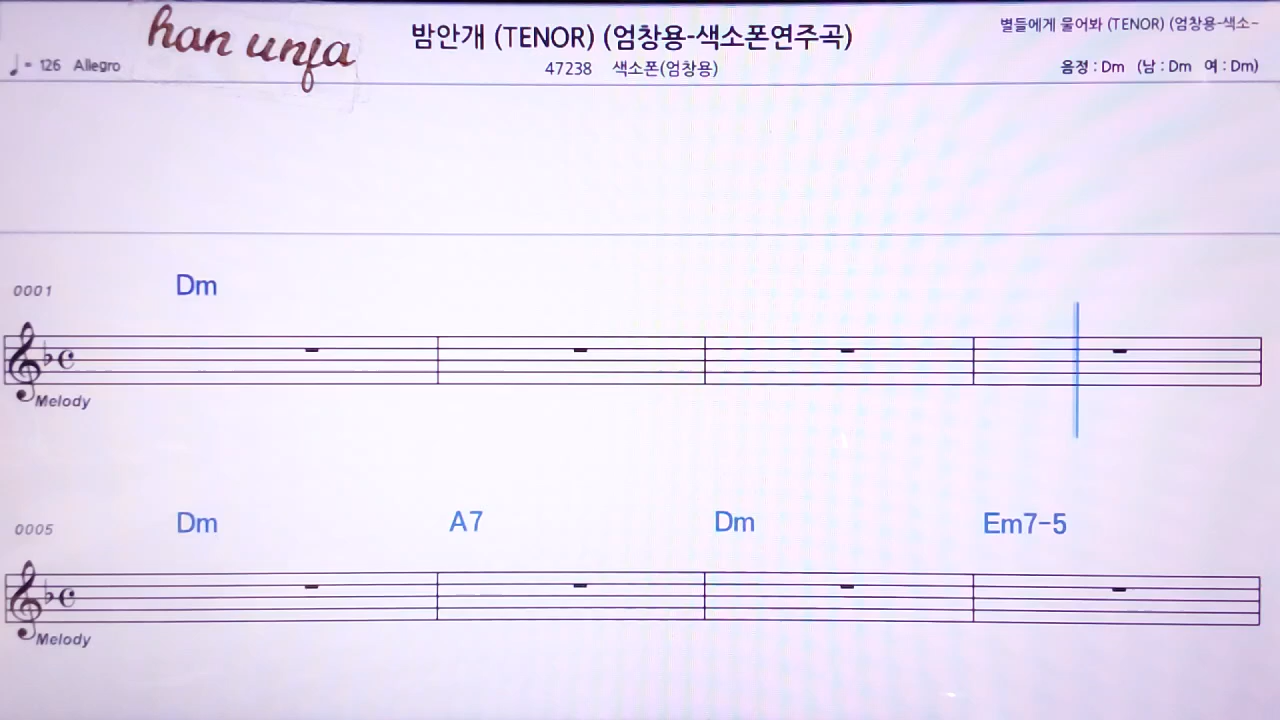 han unja
밤안개 (TENOR) (엄창용-색소폰연주곡)
별들에게 물어봐 (TENOR) (엄창용-색소-
♩= 126 Allegro
47238 색소폰(엄창용)
음정 : Dm (남 : Dm 여 : Dm)
0001 Dm
Melody
0005 Dm A7 Dm Em7-5
Melody